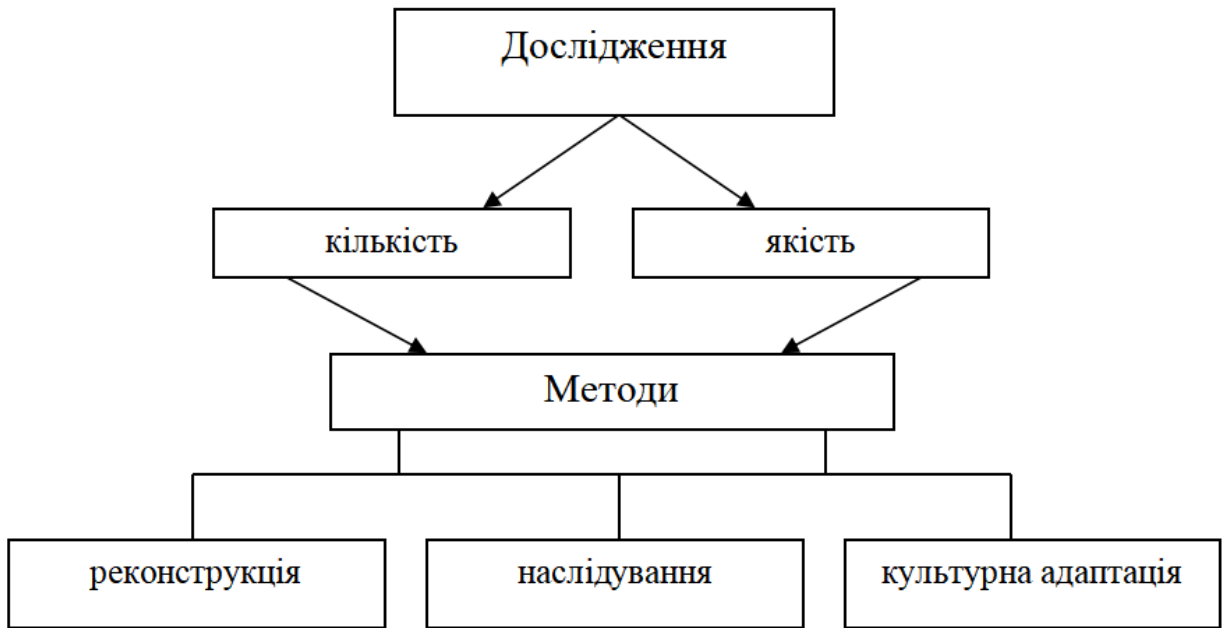 Дослідження
кількість
якість
Методи
реконструкція
наслідування
культурна адаптація